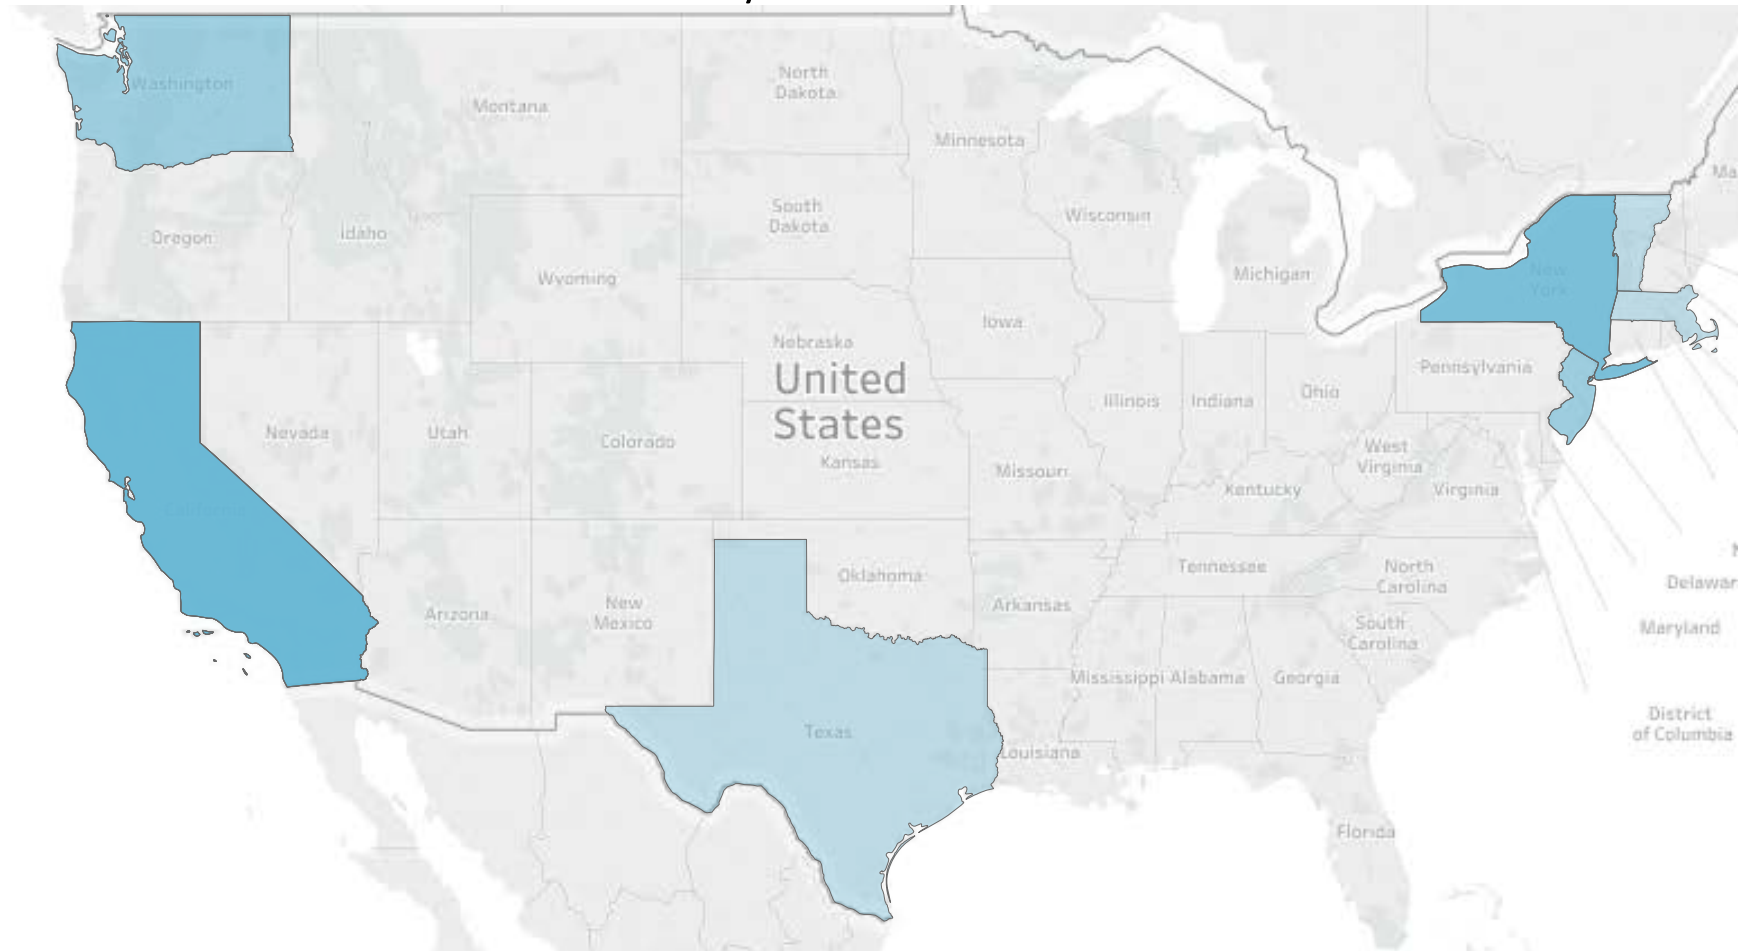 Washington
Montana
North
Dakota
Minnesota
Oregon
Idaho
South
Dakota
Wisconsin
Wyoming
Michigan
New
York
Iowa
Nebraska
United
States
Pennsylvania
Illinois
Indiana
Ohio
Nevada
Utah
Colorado
Kansas
Missouri
West
Virginia
Kentucky
Virginia
California
Oklahoma
Tennessee
North
Carolina
Delawar
Arizona
New
Mexico
Arkansas
South
Carolina
Maryland
Mississippi
Alabama
Georgia
Texas
Louisiana
District
of Columbia
Florida